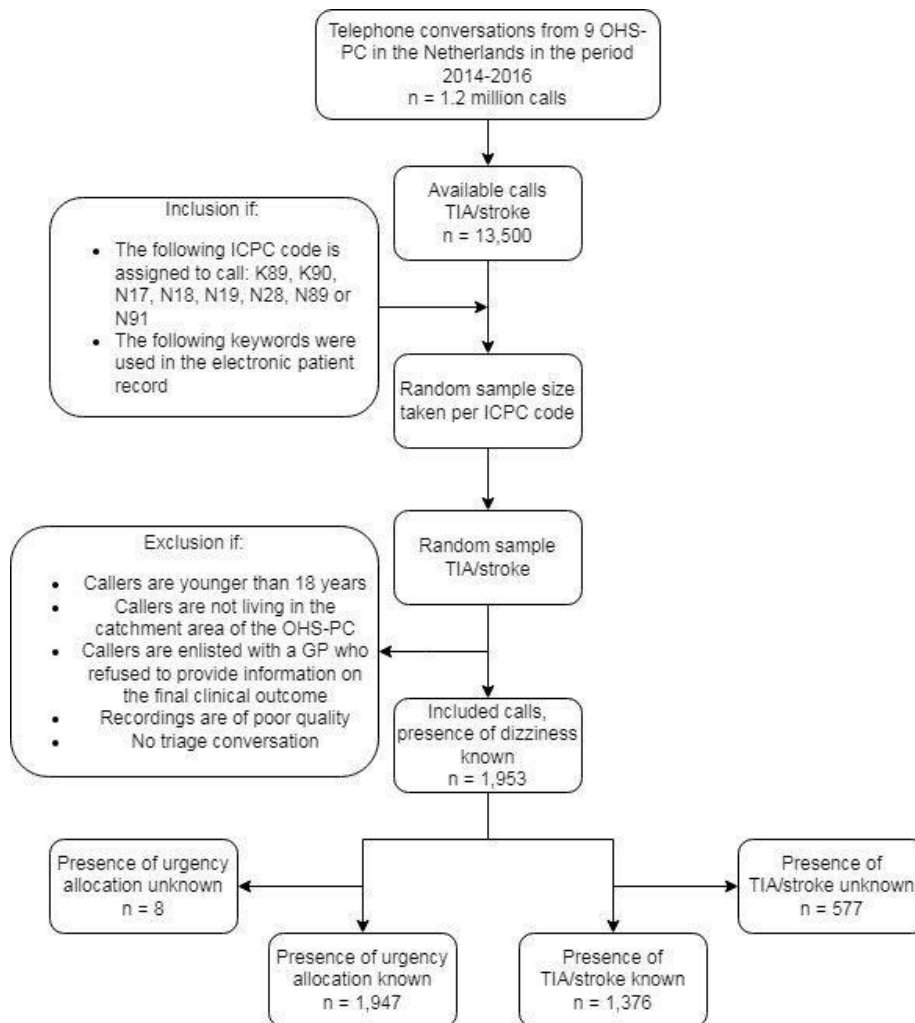 Telephone conversations from 9 OHS-
PC in the Netherlands in the period
2014-2016
n = 1.2 million calls
Available calls
TIA/stroke
n = 13,500
Inclusion if:
• The following ICPC code is
assigned to call: K89, K90,
N17, N18, N19, N28, N89 or
N91
• The following keywords were
used in the electronic patient
record
Random sample size
taken per ICPC code
Random sample
TIA/stroke
Exclusion if:
• Callers are younger than 18 years
• Callers are not living in the
catchment area of the OHS-PC
• Callers are enlisted with a GP who
refused to provide information on
the final clinical outcome
• Recordings are of poor quality
• No triage conversation
Included calls,
presence of dizziness
known
n = 1,953
Presence of urgency
allocation unknown
n = 8
Presence of urgency
allocation known
n = 1,947
Presence of
TIA/stroke known
n = 1,376
Presence of
TIA/stroke unknown
n = 577